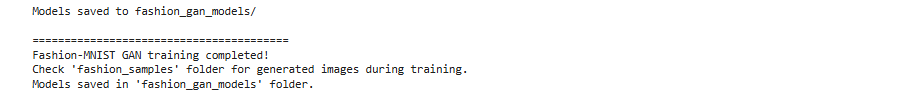 Models saved to fashion_gan_models/
========================================
Fashion-MNIST GAN training completed!
Check 'fashion_samples' folder for generated images during training.
Models saved in 'fashion_gan_models' folder.